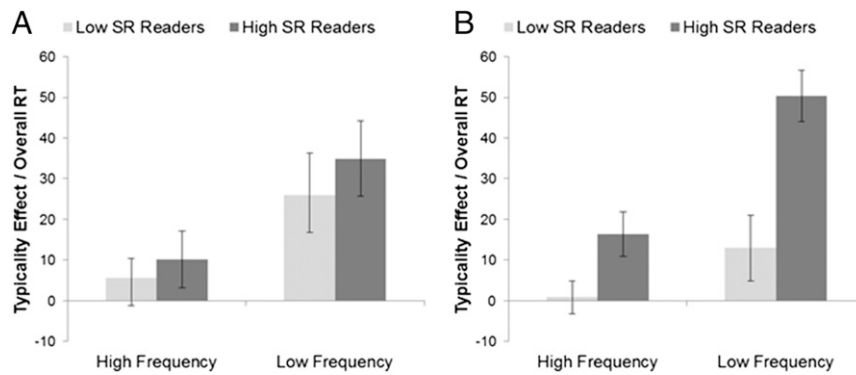 A
Low SR Readers High SR Readers
Typicality Effect / Overall RT
60
50
40
30
20
10
0
-10
High Frequency Low Frequency
B
Low SR Readers High SR Readers
Typicality Effect / Overall RT
60
50
40
30
20
10
0
-10
High Frequency Low Frequency